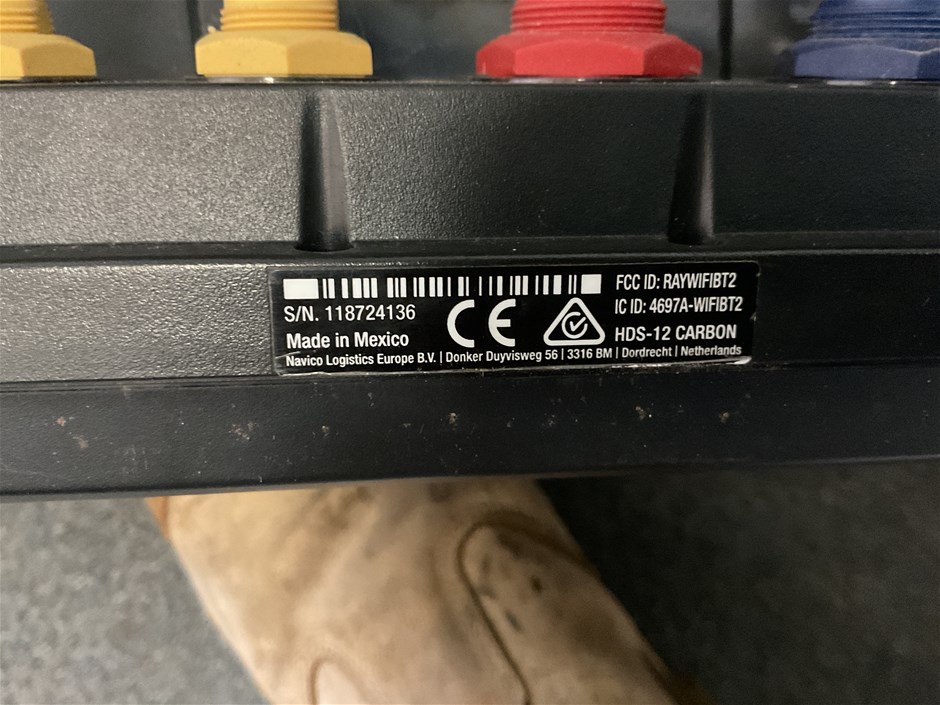 FCC ID: RAYWIFIBT2
S/N. 118724136
IC ID: 4697A-WIFIBT2
Made in Mexico
CE
HDS-12 CARBON
Navico Logistics Europe B.V. | Donker Duyvisweg 56 | 3316 BM | Dordrecht | Netherlands